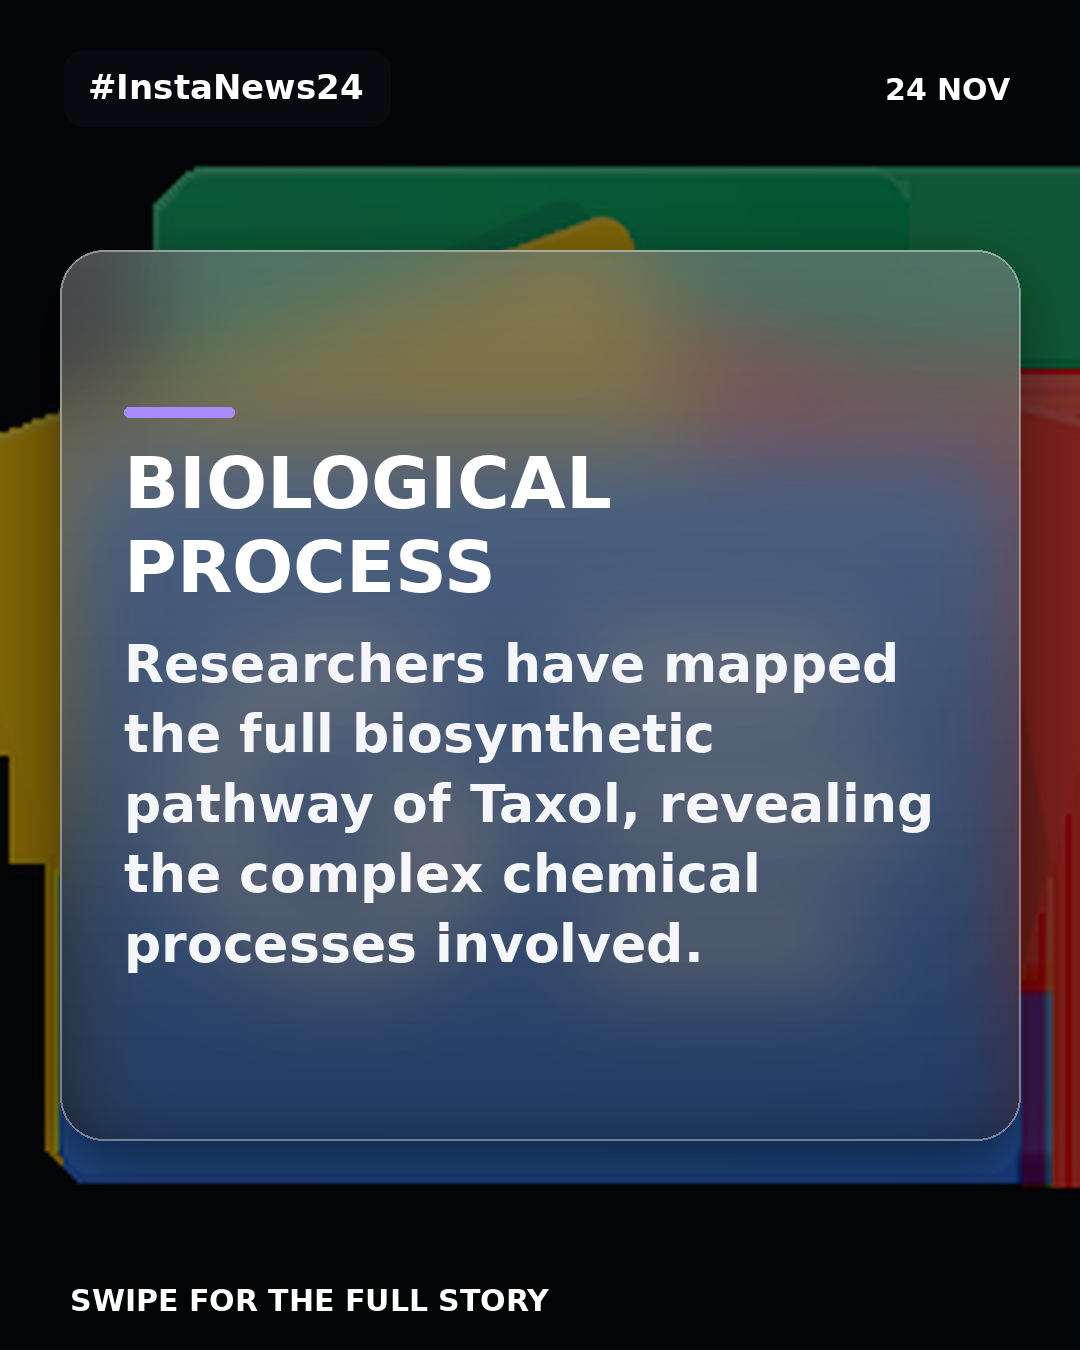 #InstaNews24
24 NOV
BIOLOGICAL
PROCESS
Researchers have mapped
the full biosynthetic
pathway of Taxol, revealing
the complex chemical
processes involved.
SWIPE FOR THE FULL STORY